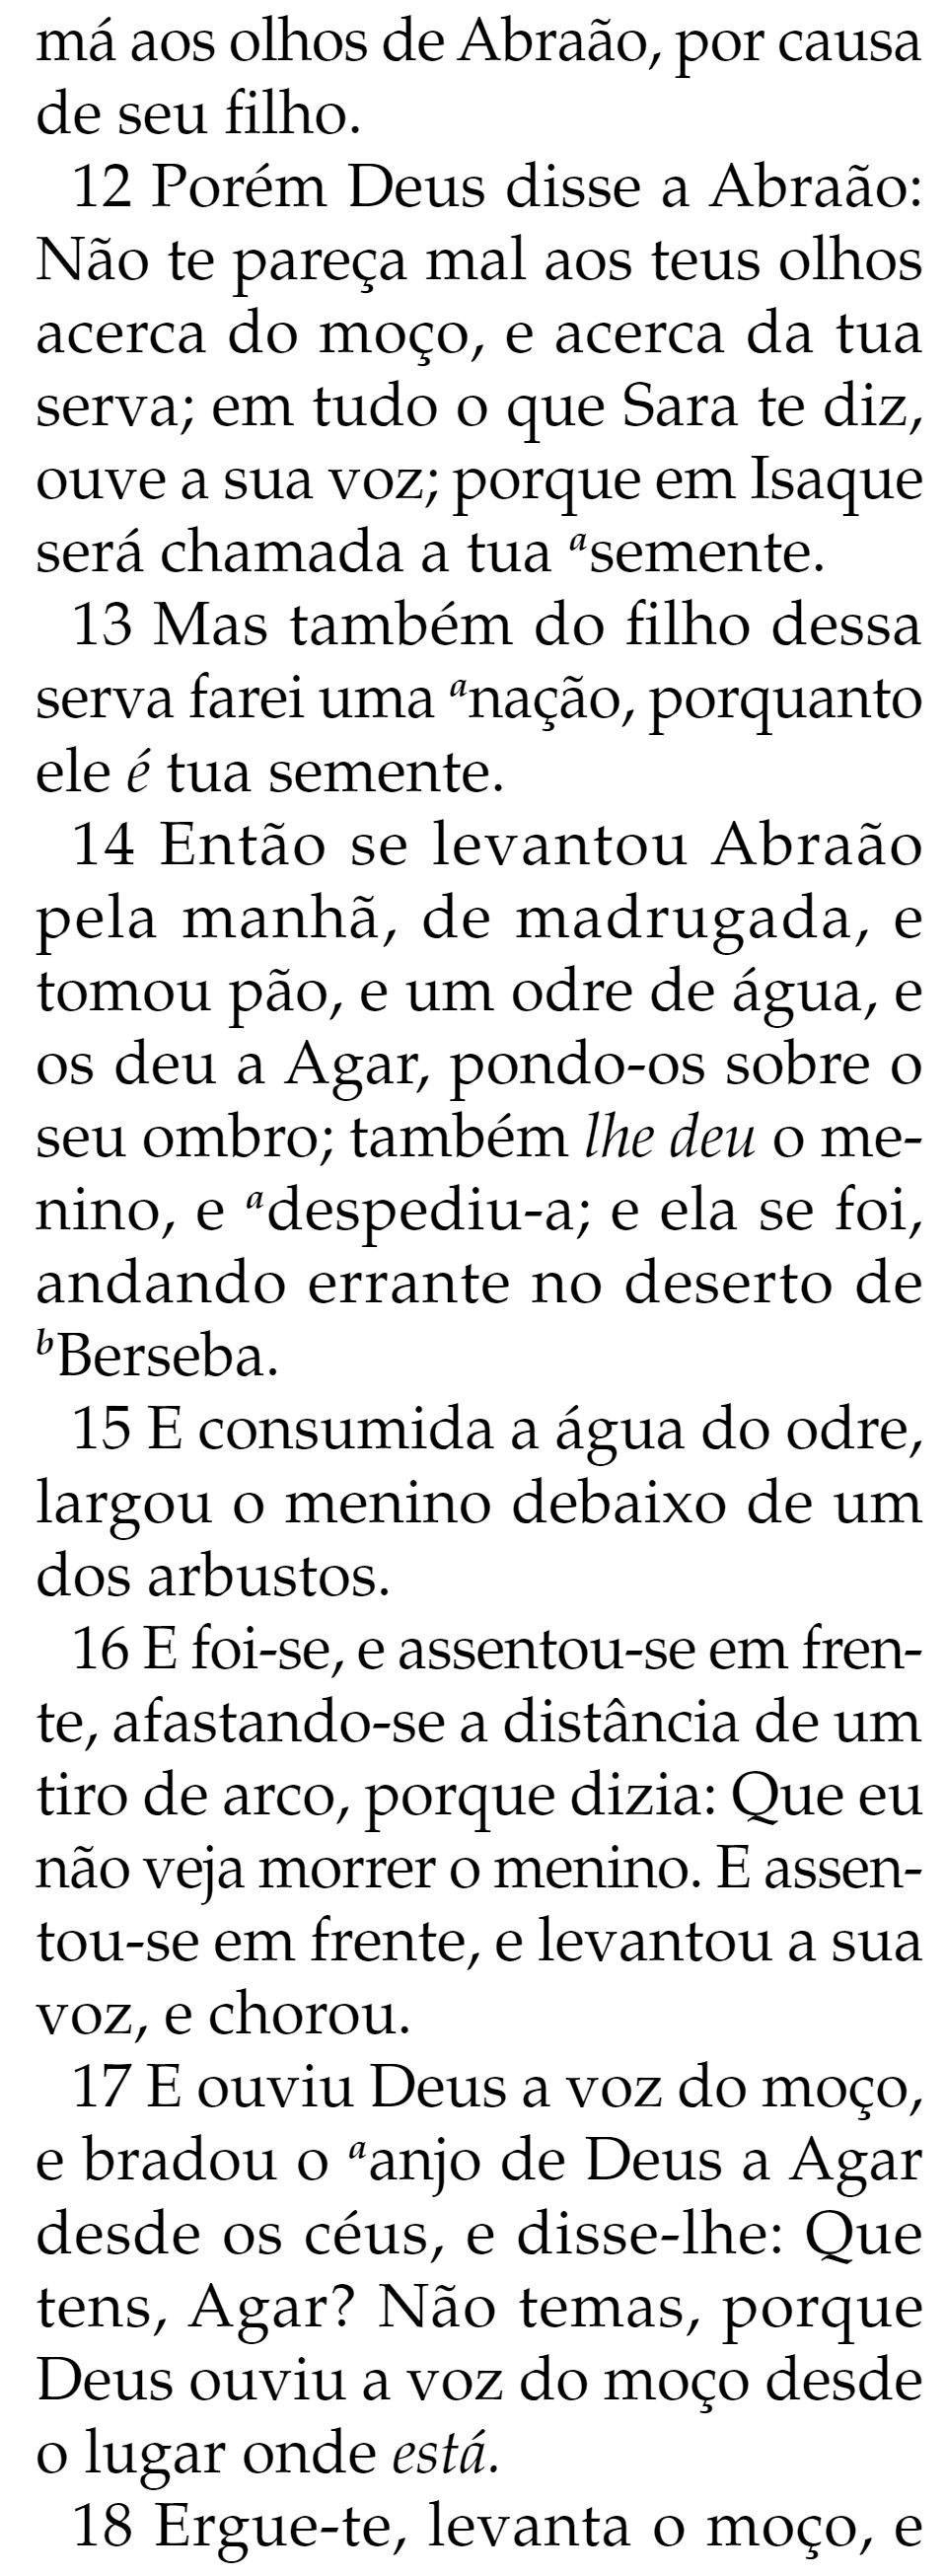 má aos olhos de Abraão, por causa
de seu filho.
12 Porém Deus disse a Abraão:
Não te pareça mal aos teus olhos
acerca do moço, e acerca da tua
serva; em tudo o que Sara te diz,
ouve a sua voz; porque em Isaque
será chamada a tua ᵃsemente.
13 Mas também do filho dessa
serva farei uma ᵃnação, porquanto
ele é tua semente.
14 Então se levantou Abraão
pela manhã, de madrugada, e
tomou pão, e um odre de água, e
os deu a Agar, pondo-os sobre o
seu ombro; também lhe deu o me-
nino, e ᵃdespediu-a; e ela se foi,
andando errante no deserto de
ᵇBerseba.
15 E consumida a água do odre,
largou o menino debaixo de um
dos arbustos.
16 E foi-se, e assentou-se em fren-
te, afastando-se a distância de um
tiro de arco, porque dizia: Que eu
não veja morrer o menino. E assen-
tou-se em frente, e levantou a sua
voz, e chorou.
17 E ouviu Deus a voz do moço,
e bradou o ᵃanjo de Deus a Agar
desde os céus, e disse-lhe: Que
tens, Agar? Não temas, porque
Deus ouviu a voz do moço desde
o lugar onde está.
18 Ergue-te, levanta o moço, e